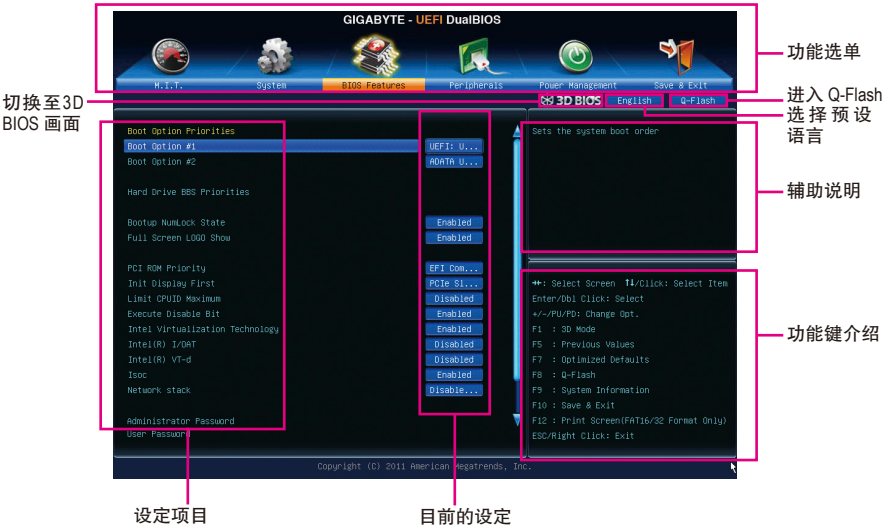 GIGABYTE - UEFI DualBIOS
功能选单
M.I.T.
System
BIOS Features
Peripherals
Power Management
Save & Exit
切换至3D
BIOS 画面
3D BIOS
English
Q-Flash
进入 Q-Flash
选择预设
语言
Boot Option Priorities
Boot Option #1 UEFI: U...
Boot Option #2 ADATA U...
Hard Drive BBS Priorities
Bootup NumLock State Enabled
Full Screen LOGO Show Enabled
PCI ROM Priority EFI Com...
Init Display First PCIe Sl...
Limit CPUID Maximum Disabled
Execute Disable Bit Enabled
Intel Virtualization Technology Enabled
Intel(R) I/OAT Disabled
Intel(R) VT-d Disabled
Isoc Enabled
Network stack Disable...
Administrator Password
User Password
Sets the system boot order
辅助说明
→←: Select Screen ↑↓/Click: Select Item
Enter/Dbl Click: Select
+/-/PU/PD: Change Opt.
F1 : 3D Mode
F5 : Previous Values
F7 : Optimized Defaults
F8 : Q-Flash
F9 : System Information
F10 : Save & Exit
F12 : Print Screen(FAT16/32 Format Only)
ESC/Right Click: Exit
功能键介绍
Copyright (C) 2011 American Megatrends, Inc.
设定项目
目前的设定